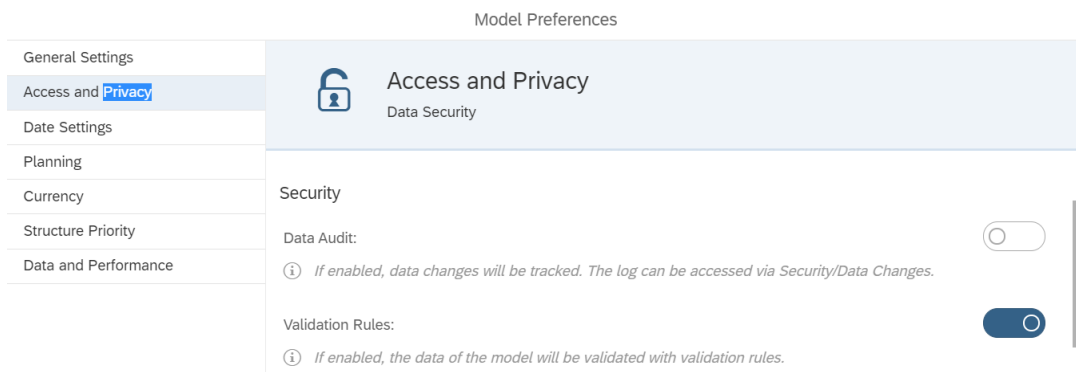 Model Preferences
General Settings
Access and Privacy
Date Settings
Planning
Currency
Structure Priority
Data and Performance
Access and Privacy
Data Security
Security
Data Audit:
If enabled, data changes will be tracked. The log can be accessed via Security/Data Changes.
Validation Rules:
If enabled, the data of the model will be validated with validation rules.